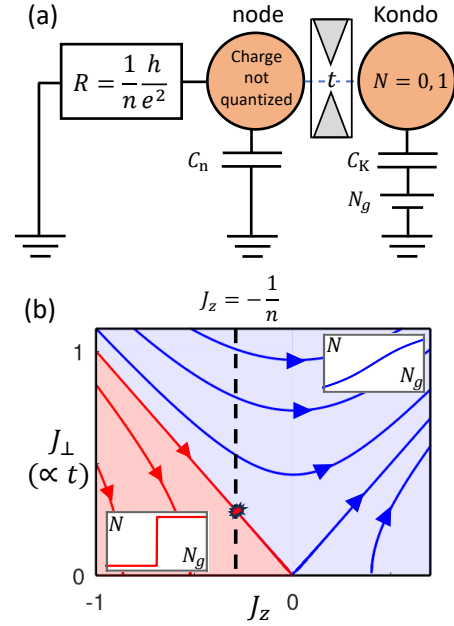 (a)
node
Kondo
R = 1/n h/e²
Charge
not
quantized
t
N = 0, 1
Cₙ
C_K
N_g
(b)
J_z = −1/n
1
N
N_g
J_⊥
(∝ t)
N
N_g
0
-1
0
J_z